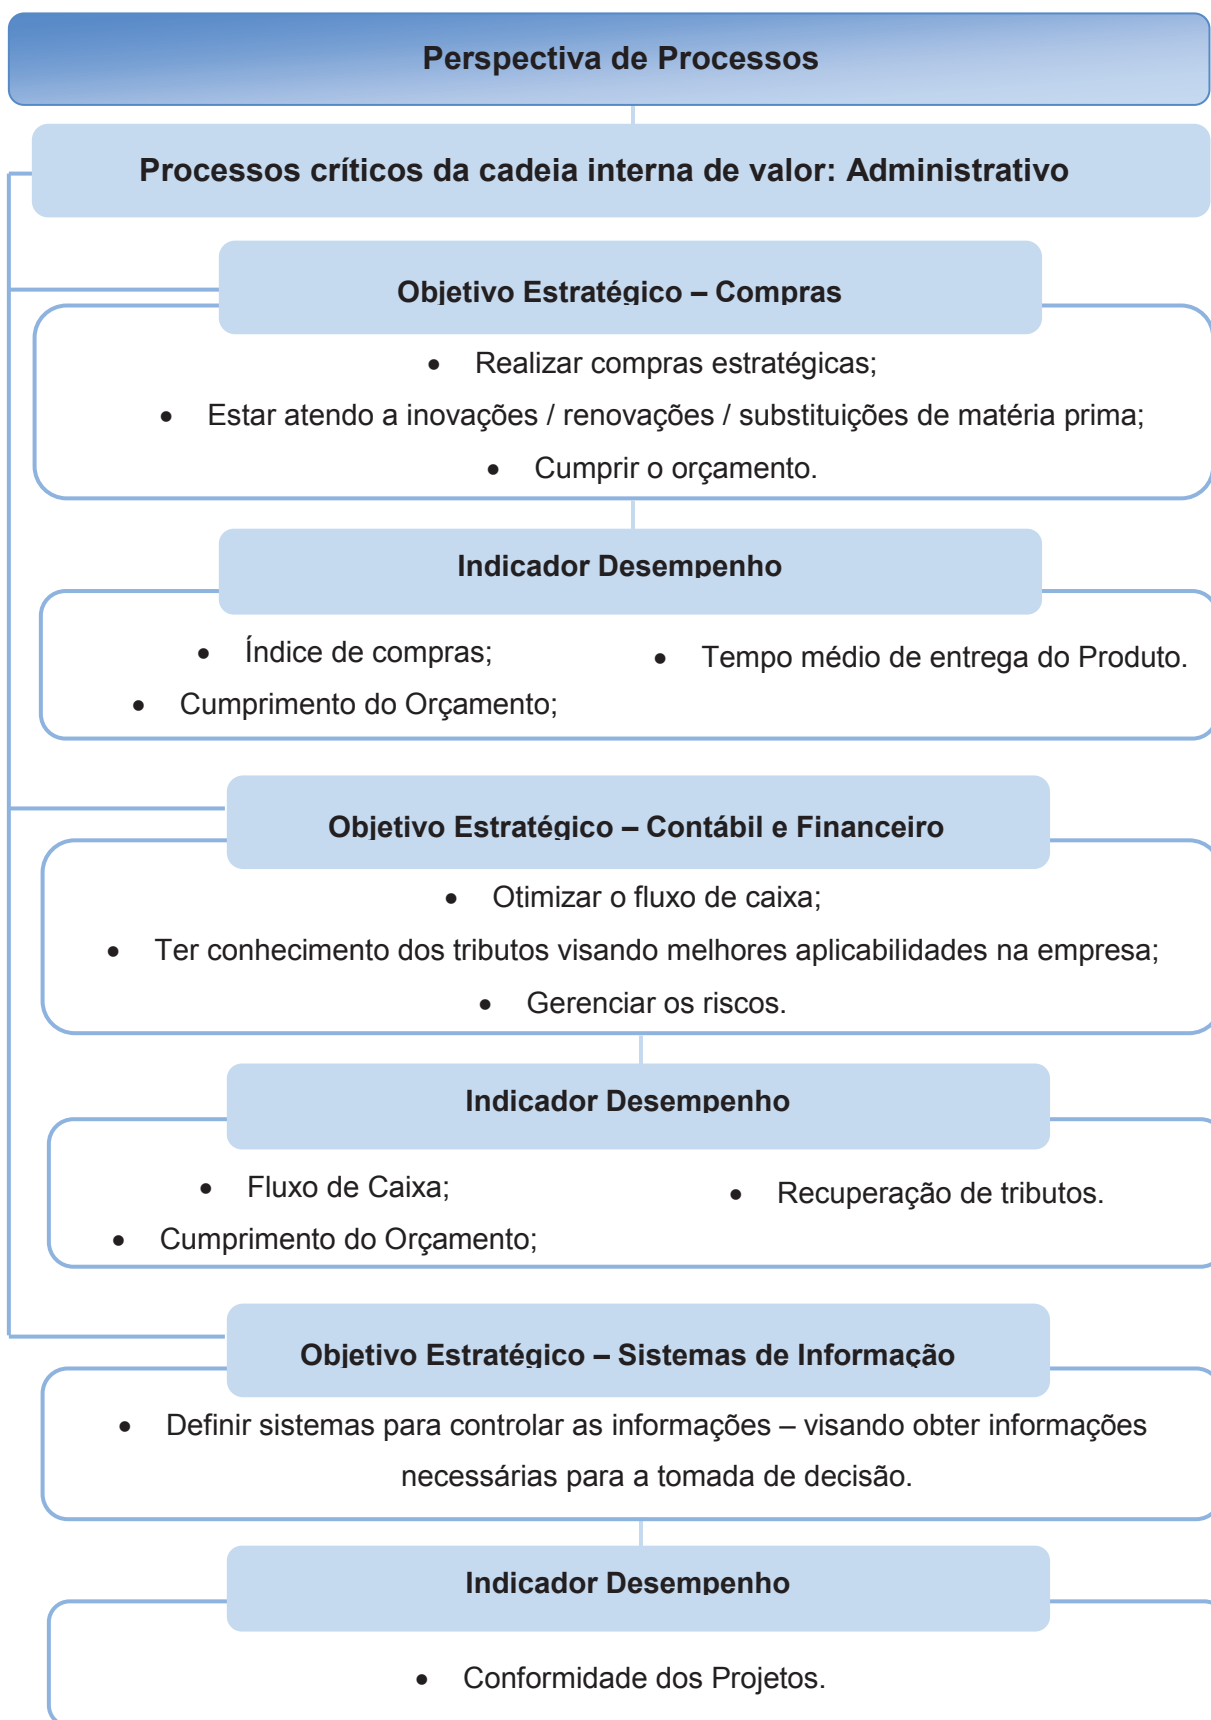 Perspectiva de Processos
Processos críticos da cadeia interna de valor: Administrativo
Objetivo Estratégico – Compras
• Realizar compras estratégicas;
• Estar atendo a inovações / renovações / substituições de matéria prima;
• Cumprir o orçamento.
Indicador Desempenho
• Índice de compras;
• Cumprimento do Orçamento;
• Tempo médio de entrega do Produto.
Objetivo Estratégico – Contábil e Financeiro
• Otimizar o fluxo de caixa;
• Ter conhecimento dos tributos visando melhores aplicabilidades na empresa;
• Gerenciar os riscos.
Indicador Desempenho
• Fluxo de Caixa;
• Cumprimento do Orçamento;
• Recuperação de tributos.
Objetivo Estratégico – Sistemas de Informação
• Definir sistemas para controlar as informações – visando obter informações
necessárias para a tomada de decisão.
Indicador Desempenho
• Conformidade dos Projetos.